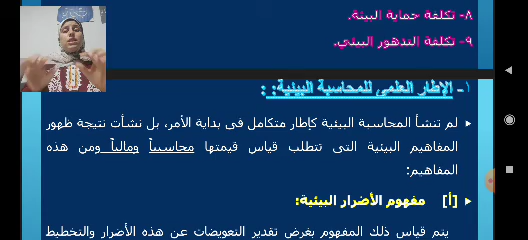 ٨- تكلفة حماية البيئة.
٩- تكلفة التدهور البيئي.
١- الإطار العلمي للمحاسبة البيئية:
لم تنشأ المحاسبة البيئية كإطار متكامل فى بداية الأمر، بل نشأت نتيجة ظهور
المفاهيم البيئية التى تتطلب قياس قيمتها محاسبياً ومالياً ومن هذه
المفاهيم:
[أ] مفهوم الأضرار البيئية:
يتم قياس ذلك المفهوم بغرض تقدير التعويضات عن هذه الأضرار والتخطيط